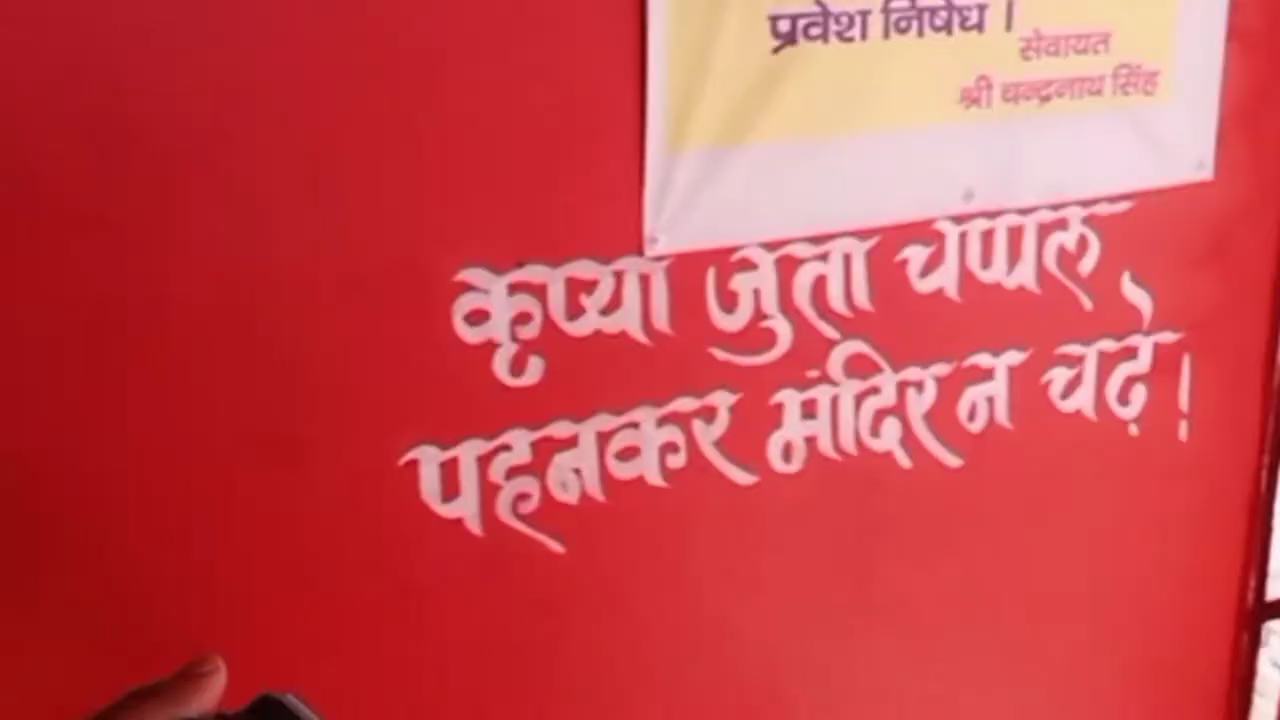 प्रवेश निषेध ।
सेवायत
श्री चन्द्रनाथ सिंह
कृप्या जुता चप्पल
पहनकर मंदिर न चढ़े !